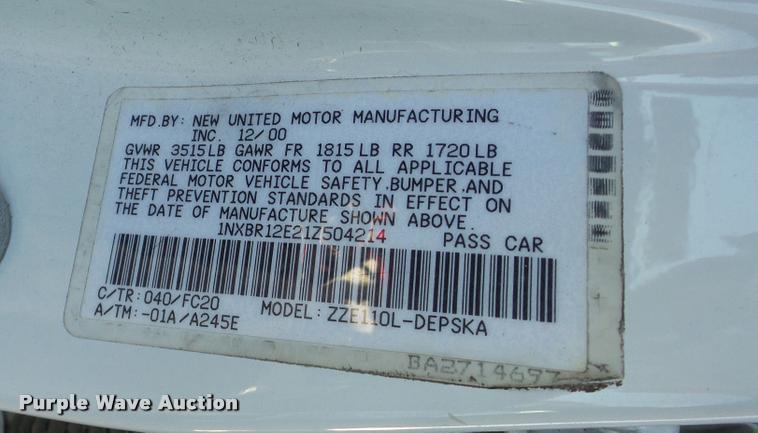 MFD.BY: NEW UNITED MOTOR MANUFACTURING
INC. 12/00
GVWR 3515LB GAWR FR 1815LB RR 1720LB
THIS VEHICLE CONFORMS TO ALL APPLICABLE
FEDERAL MOTOR VEHICLE SAFETY,BUMPER,AND
THEFT PREVENTION STANDARDS IN EFFECT ON
THE DATE OF MANUFACTURE SHOWN ABOVE.
1NXBR12E21Z504214 PASS CAR
C/TR:040/FC20 MODEL: ZZE110L-DEPSKA
A/TM:-01A/A245E
BA2714697
Purple Wave Auction